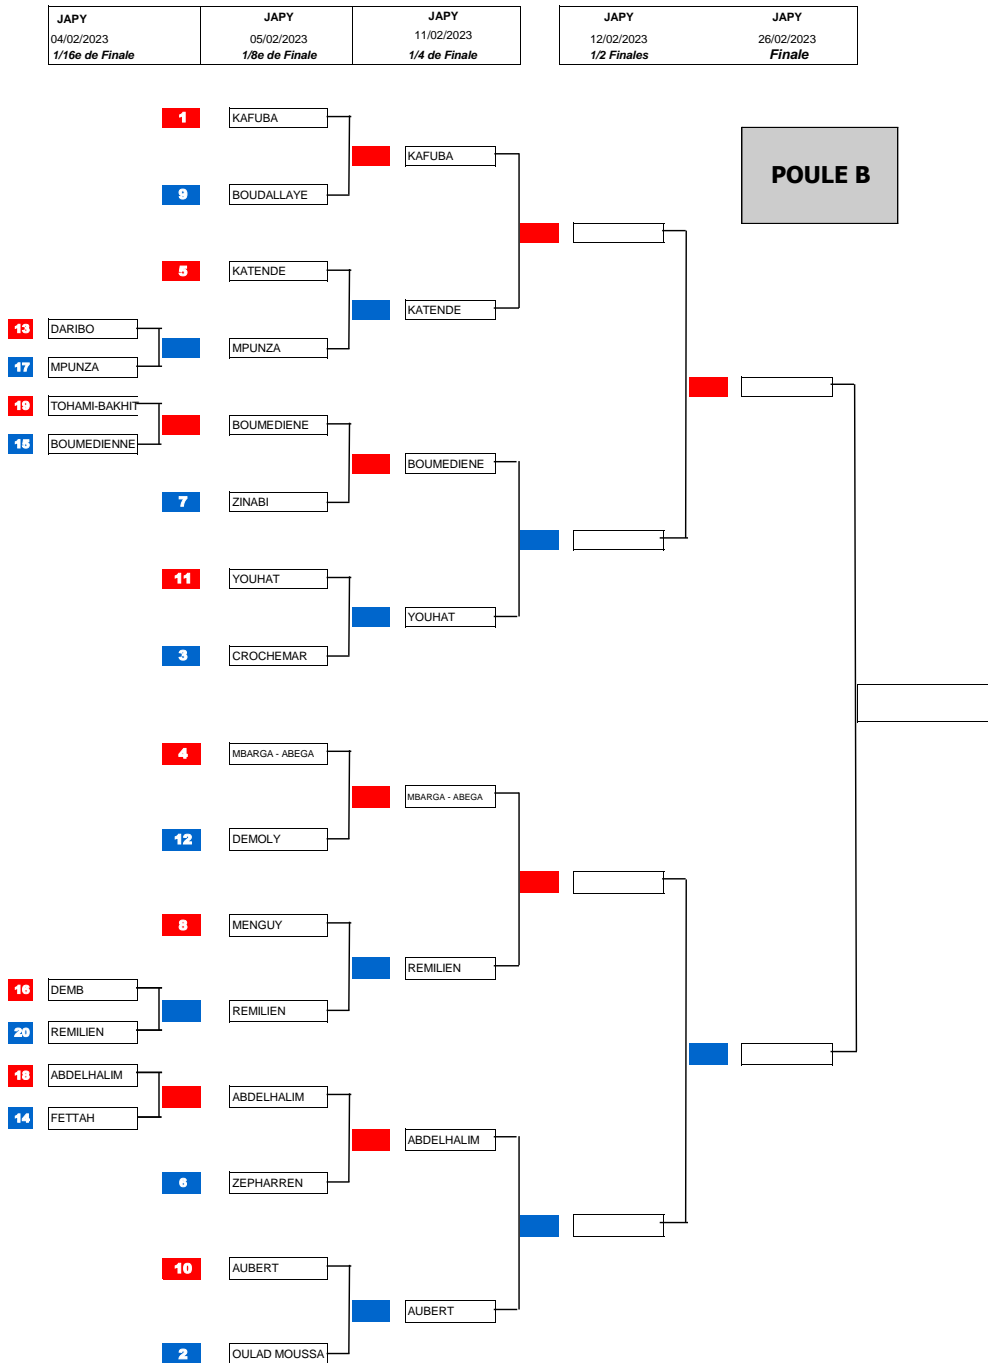 JAPY JAPY JAPY JAPY JAPY
04/02/2023 05/02/2023 11/02/2023 12/02/2023 26/02/2023
1/16e de Finale 1/8e de Finale 1/4 de Finale 1/2 Finales Finale
1 KAFUBA
KAFUBA
POULE B
9 BOUDALLAYE
5 KATENDE
KATENDE
13 DARIBO
MPUNZA
17 MPUNZA
19 TOHAMI-BAKHIT
BOUMEDIENE
15 BOUMEDIENNE
BOUMEDIENE
7 ZINABI
11 YOUHAT
YOUHAT
3 CROCHEMAR
4 MBARGA - ABEGA
MBARGA - ABEGA
12 DEMOLY
8 MENGUY
REMILIEN
16 DEMB
REMILIEN
20 REMILIEN
18 ABDELHALIM
ABDELHALIM
14 FETTAH
ABDELHALIM
6 ZEPHARREN
10 AUBERT
AUBERT
2 OULAD MOUSSA